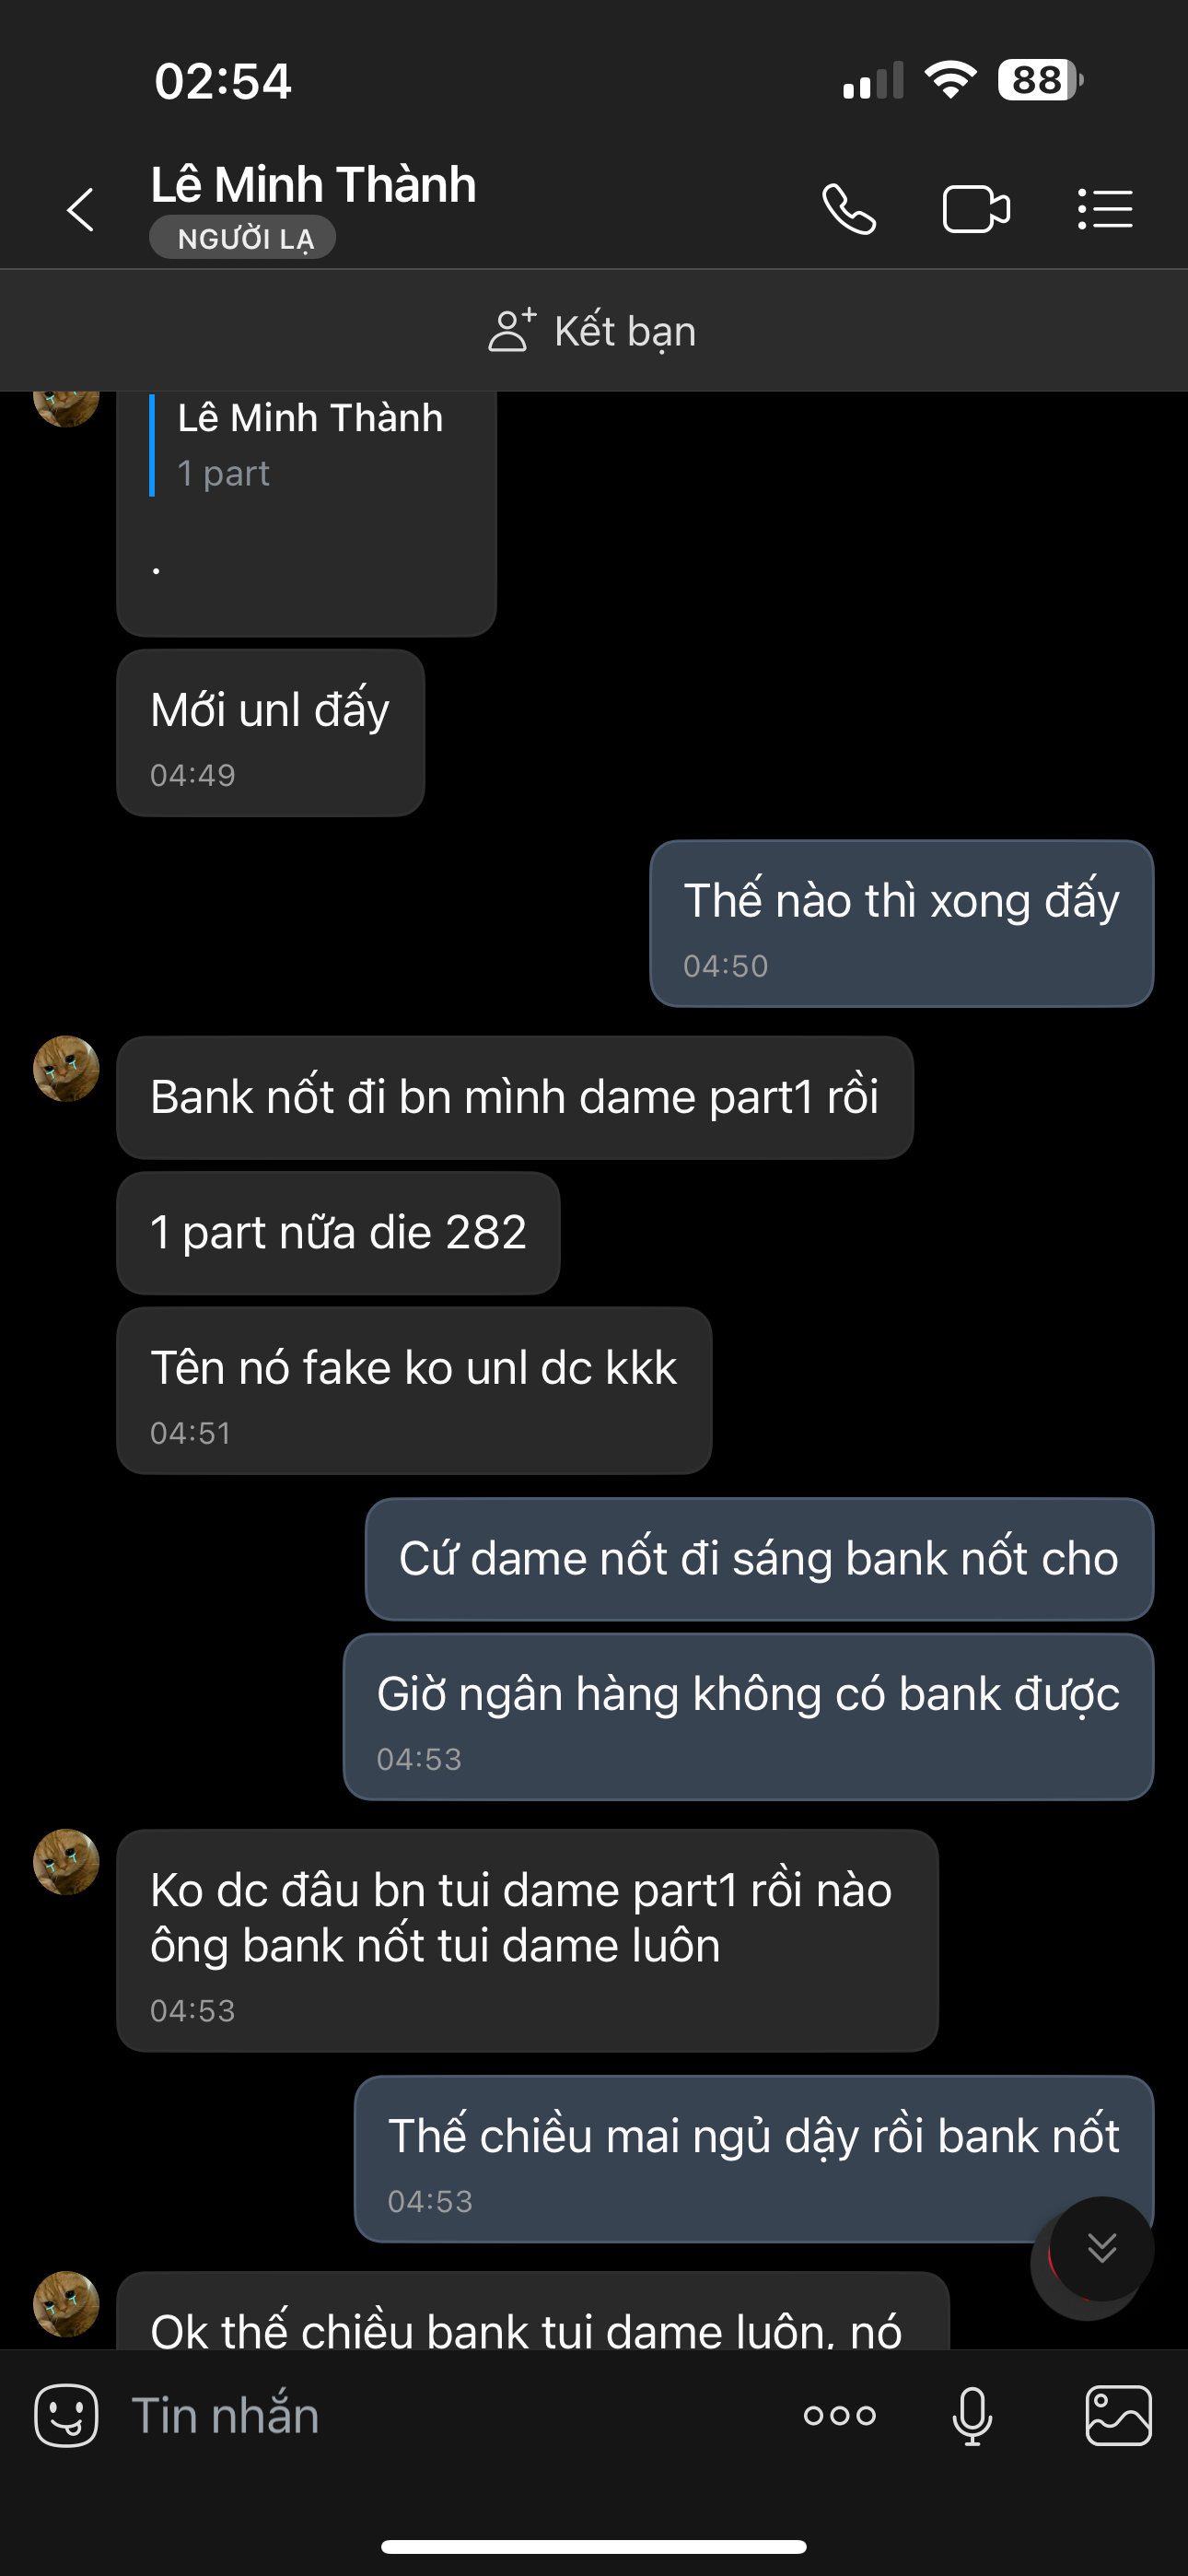 02:54
88
Lê Minh Thành
NGƯỜI LẠ
Kết bạn
Lê Minh Thành
1 part
.
Mới unl đấy
04:49
Thế nào thì xong đấy
04:50
Bank nốt đi bn mình dame part1 rồi
1 part nữa die 282
Tên nó fake ko unl dc kkk
04:51
Cứ dame nốt đi sáng bank nốt cho
Giờ ngân hàng không có bank được
04:53
Ko dc đâu bn tui dame part1 rồi nào
ông bank nốt tui dame luôn
04:53
Thế chiều mai ngủ dậy rồi bank nốt
04:53
Ok thế chiều bank tui dame luôn, nó
Tin nhắn